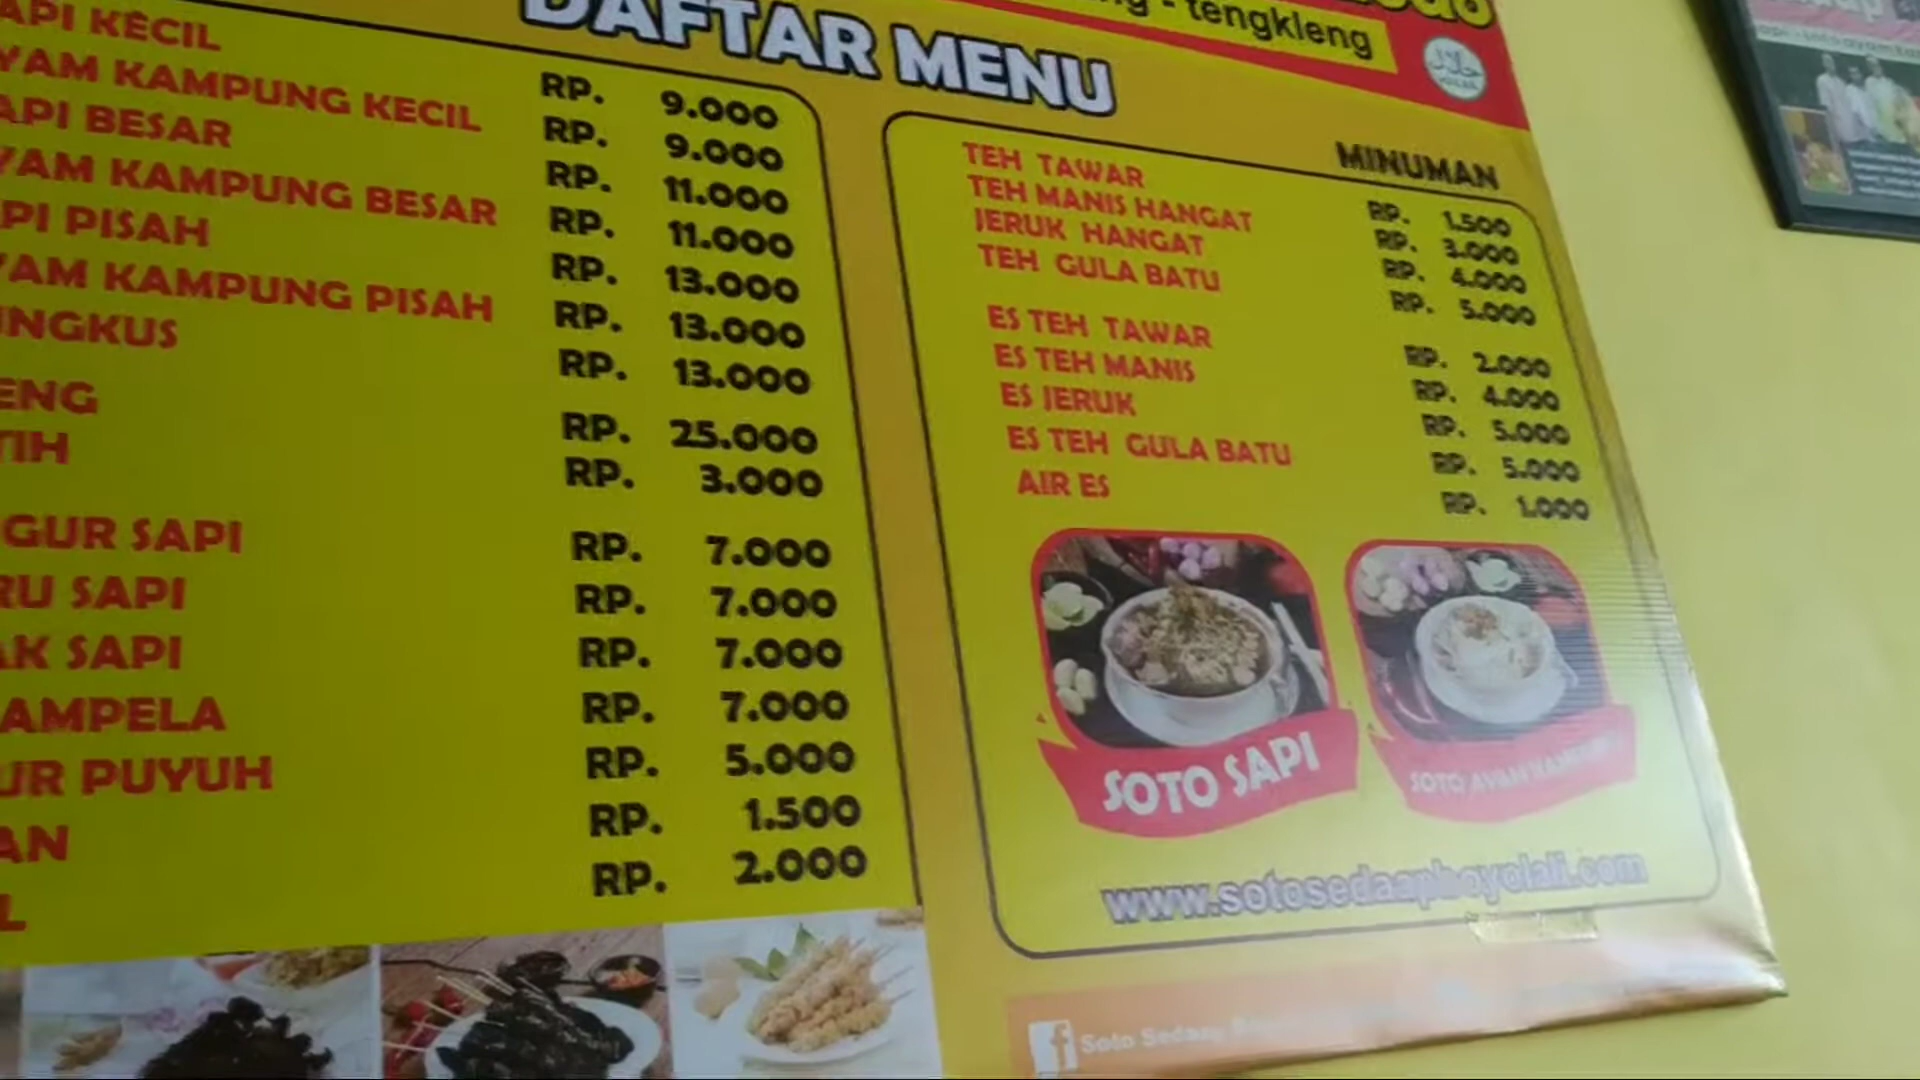 tengkleng
حلال
DAFTAR MENU
API KECIL RP. 9.000
YAM KAMPUNG KECIL RP. 9.000
API BESAR RP. 11.000
YAM KAMPUNG BESAR RP. 11.000
PI PISAH RP. 13.000
YAM KAMPUNG PISAH RP. 13.000
NGKUS RP. 13.000
ENG RP. 25.000
TIH RP. 3.000
GUR SAPI RP. 7.000
RU SAPI RP. 7.000
AK SAPI RP. 7.000
AMPELA RP. 7.000
UR PUYUH RP. 5.000
AN RP. 1.500
L RP. 2.000
MINUMAN
TEH TAWAR RP. 1.500
TEH MANIS HANGAT RP. 3.000
JERUK HANGAT RP. 4.000
TEH GULA BATU RP. 5.000
ES TEH TAWAR RP. 2.000
ES TEH MANIS RP. 4.000
ES JERUK RP. 5.000
ES TEH GULA BATU RP. 5.000
AIR ES RP. 1.000
SOTO SAPI
SOTO AYAM KAMPUNG
www.sotosedaapboyolali.com
Soto Sedaap